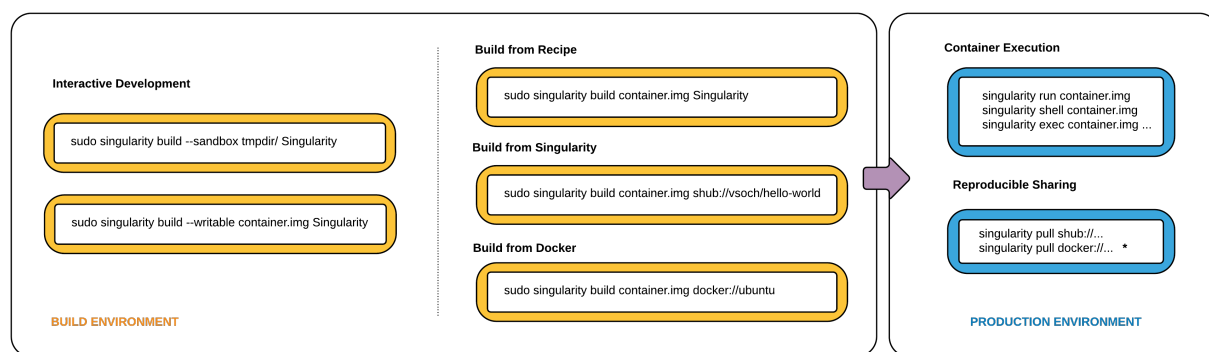 Interactive Development
sudo singularity build --sandbox tmpdir/ Singularity
sudo singularity build --writable container.img Singularity
BUILD ENVIRONMENT
Build from Recipe
sudo singularity build container.img Singularity
Build from Singularity
sudo singularity build container.img shub://vsoch/hello-world
Build from Docker
sudo singularity build container.img docker://ubuntu
Container Execution
singularity run container.img
singularity shell container.img
singularity exec container.img ...
Reproducible Sharing
singularity pull shub://...
singularity pull docker://... *
PRODUCTION ENVIRONMENT